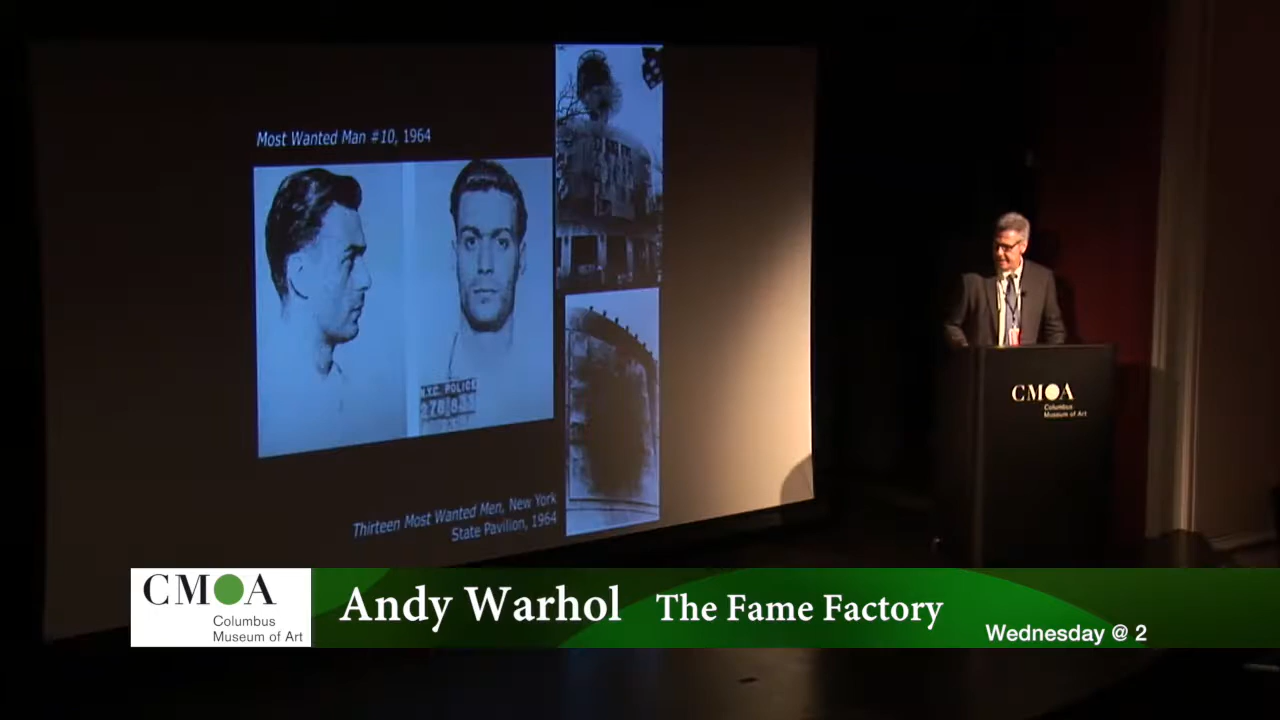 Most Wanted Man #10, 1964
N.Y.C. POLICE
Thirteen Most Wanted Men, New York
State Pavilion, 1964
CMOA
Columbus
Museum of Art
CMOA
Columbus
Museum of Art
Andy Warhol The Fame Factory
Wednesday @ 2